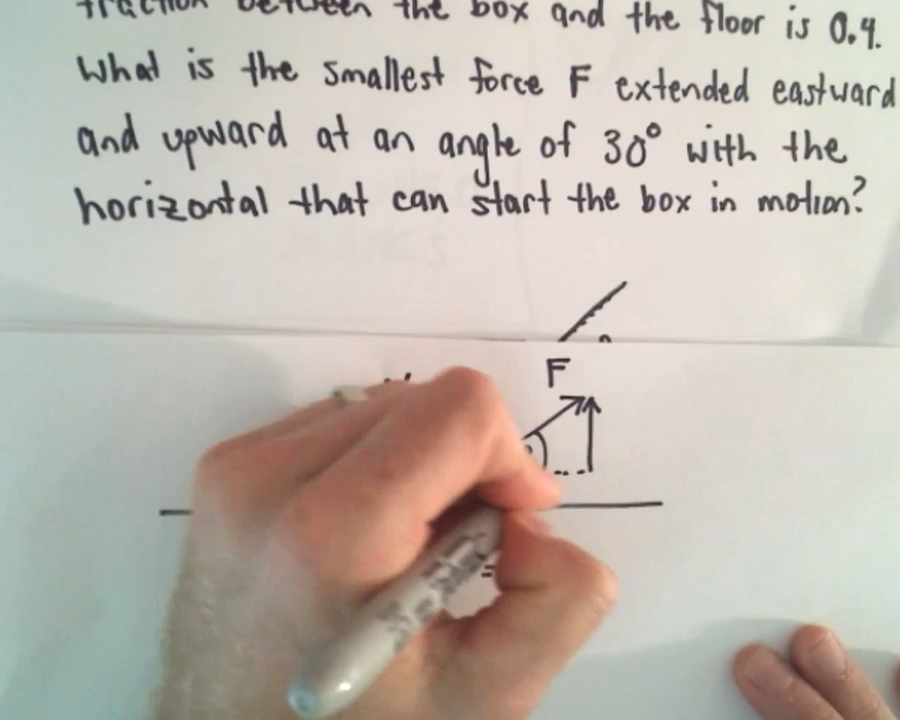 fraction between the box and the floor is 0.4.
What is the smallest force F extended eastward
and upward at an angle of 30° with the
horizontal that can start the box in motion?
F
=